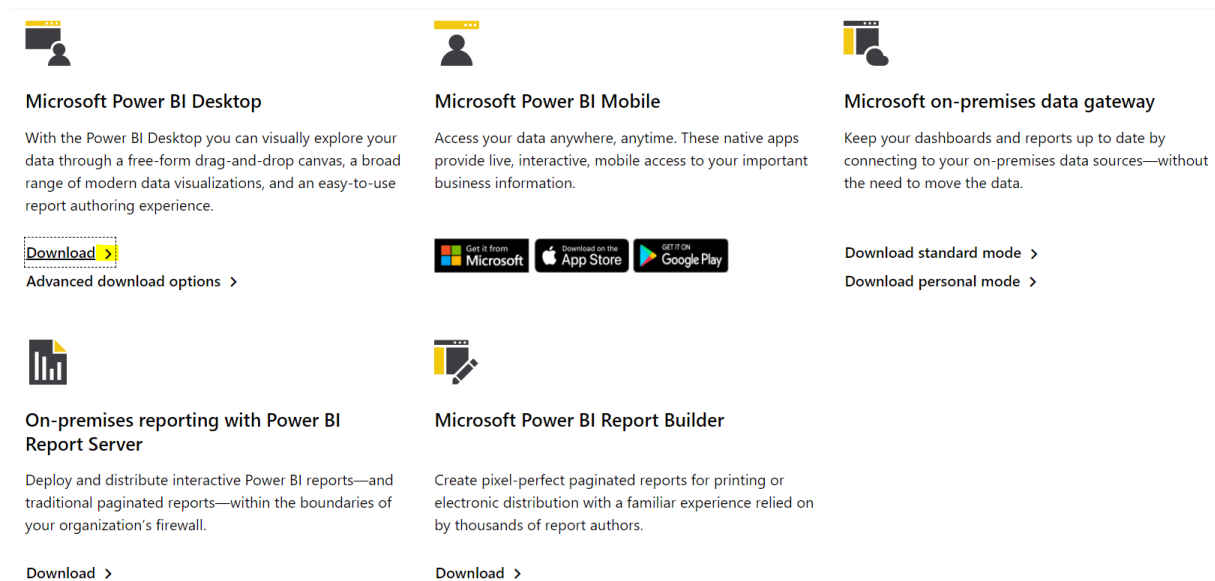 Microsoft Power BI Desktop
With the Power BI Desktop you can visually explore your
data through a free-form drag-and-drop canvas, a broad
range of modern data visualizations, and an easy-to-use
report authoring experience.
Download
Advanced download options
Microsoft Power BI Mobile
Access your data anywhere, anytime. These native apps
provide live, interactive, mobile access to your important
business information.
Get it from
Microsoft
Download on the
App Store
GET IT ON
Google Play
Microsoft on-premises data gateway
Keep your dashboards and reports up to date by
connecting to your on-premises data sources—without
the need to move the data.
Download standard mode
Download personal mode
On-premises reporting with Power BI
Report Server
Deploy and distribute interactive Power BI reports—and
traditional paginated reports—within the boundaries of
your organization’s firewall.
Download
Microsoft Power BI Report Builder
Create pixel-perfect paginated reports for printing or
electronic distribution with a familiar experience relied on
by thousands of report authors.
Download